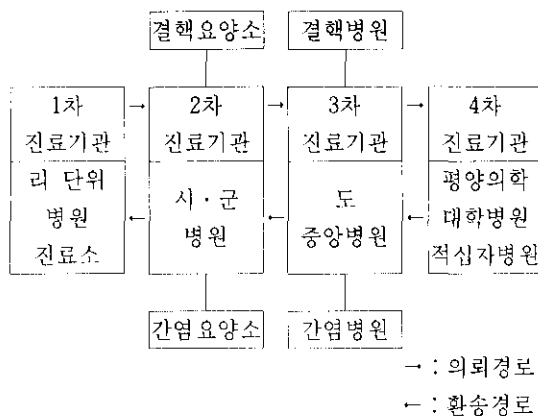 결핵요양소 결핵병원
1차 → 2차 → 3차 → 4차
진료기관 진료기관 진료기관 진료기관
리 단위
병원
진료소
←
시·군
병원
←
도
중앙병원
←
평양의학
대학병원
적십자병원
간염요양소 간염병원
→ : 의뢰경로
← : 환송경로